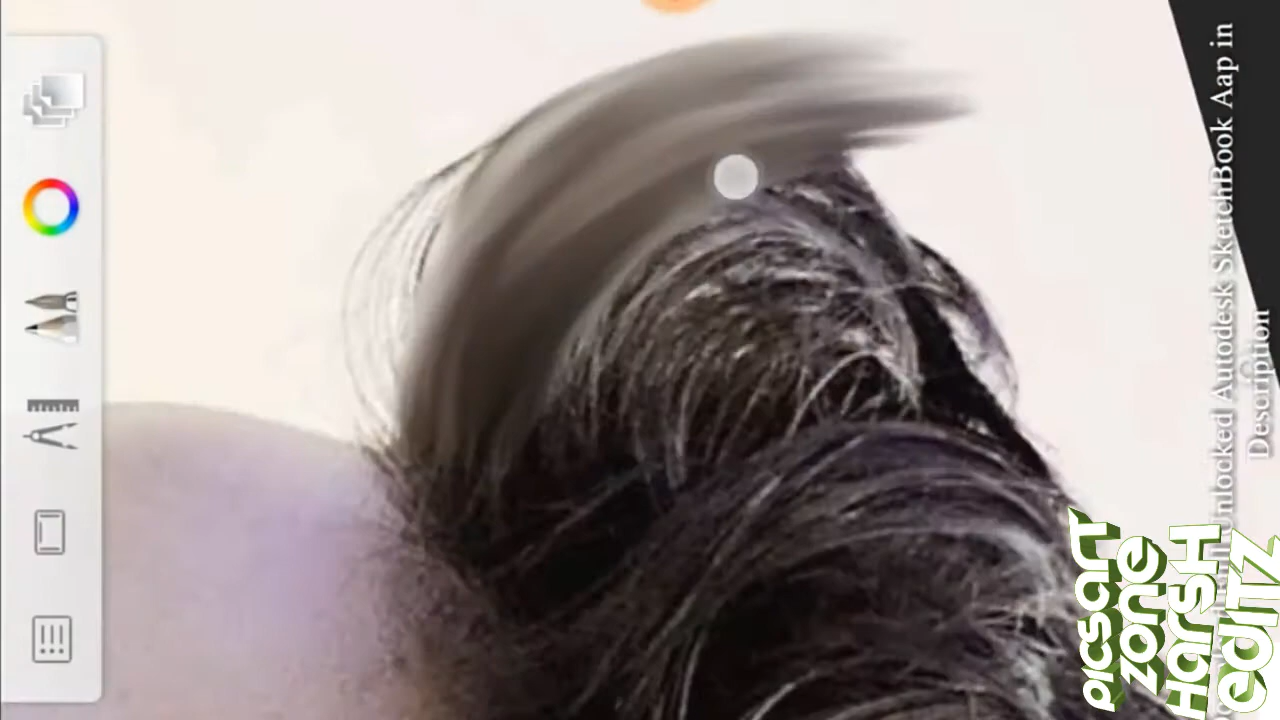 Unlocked Autodesk SketchBook Aap in
Description
picsart
zone
Harsh
editz